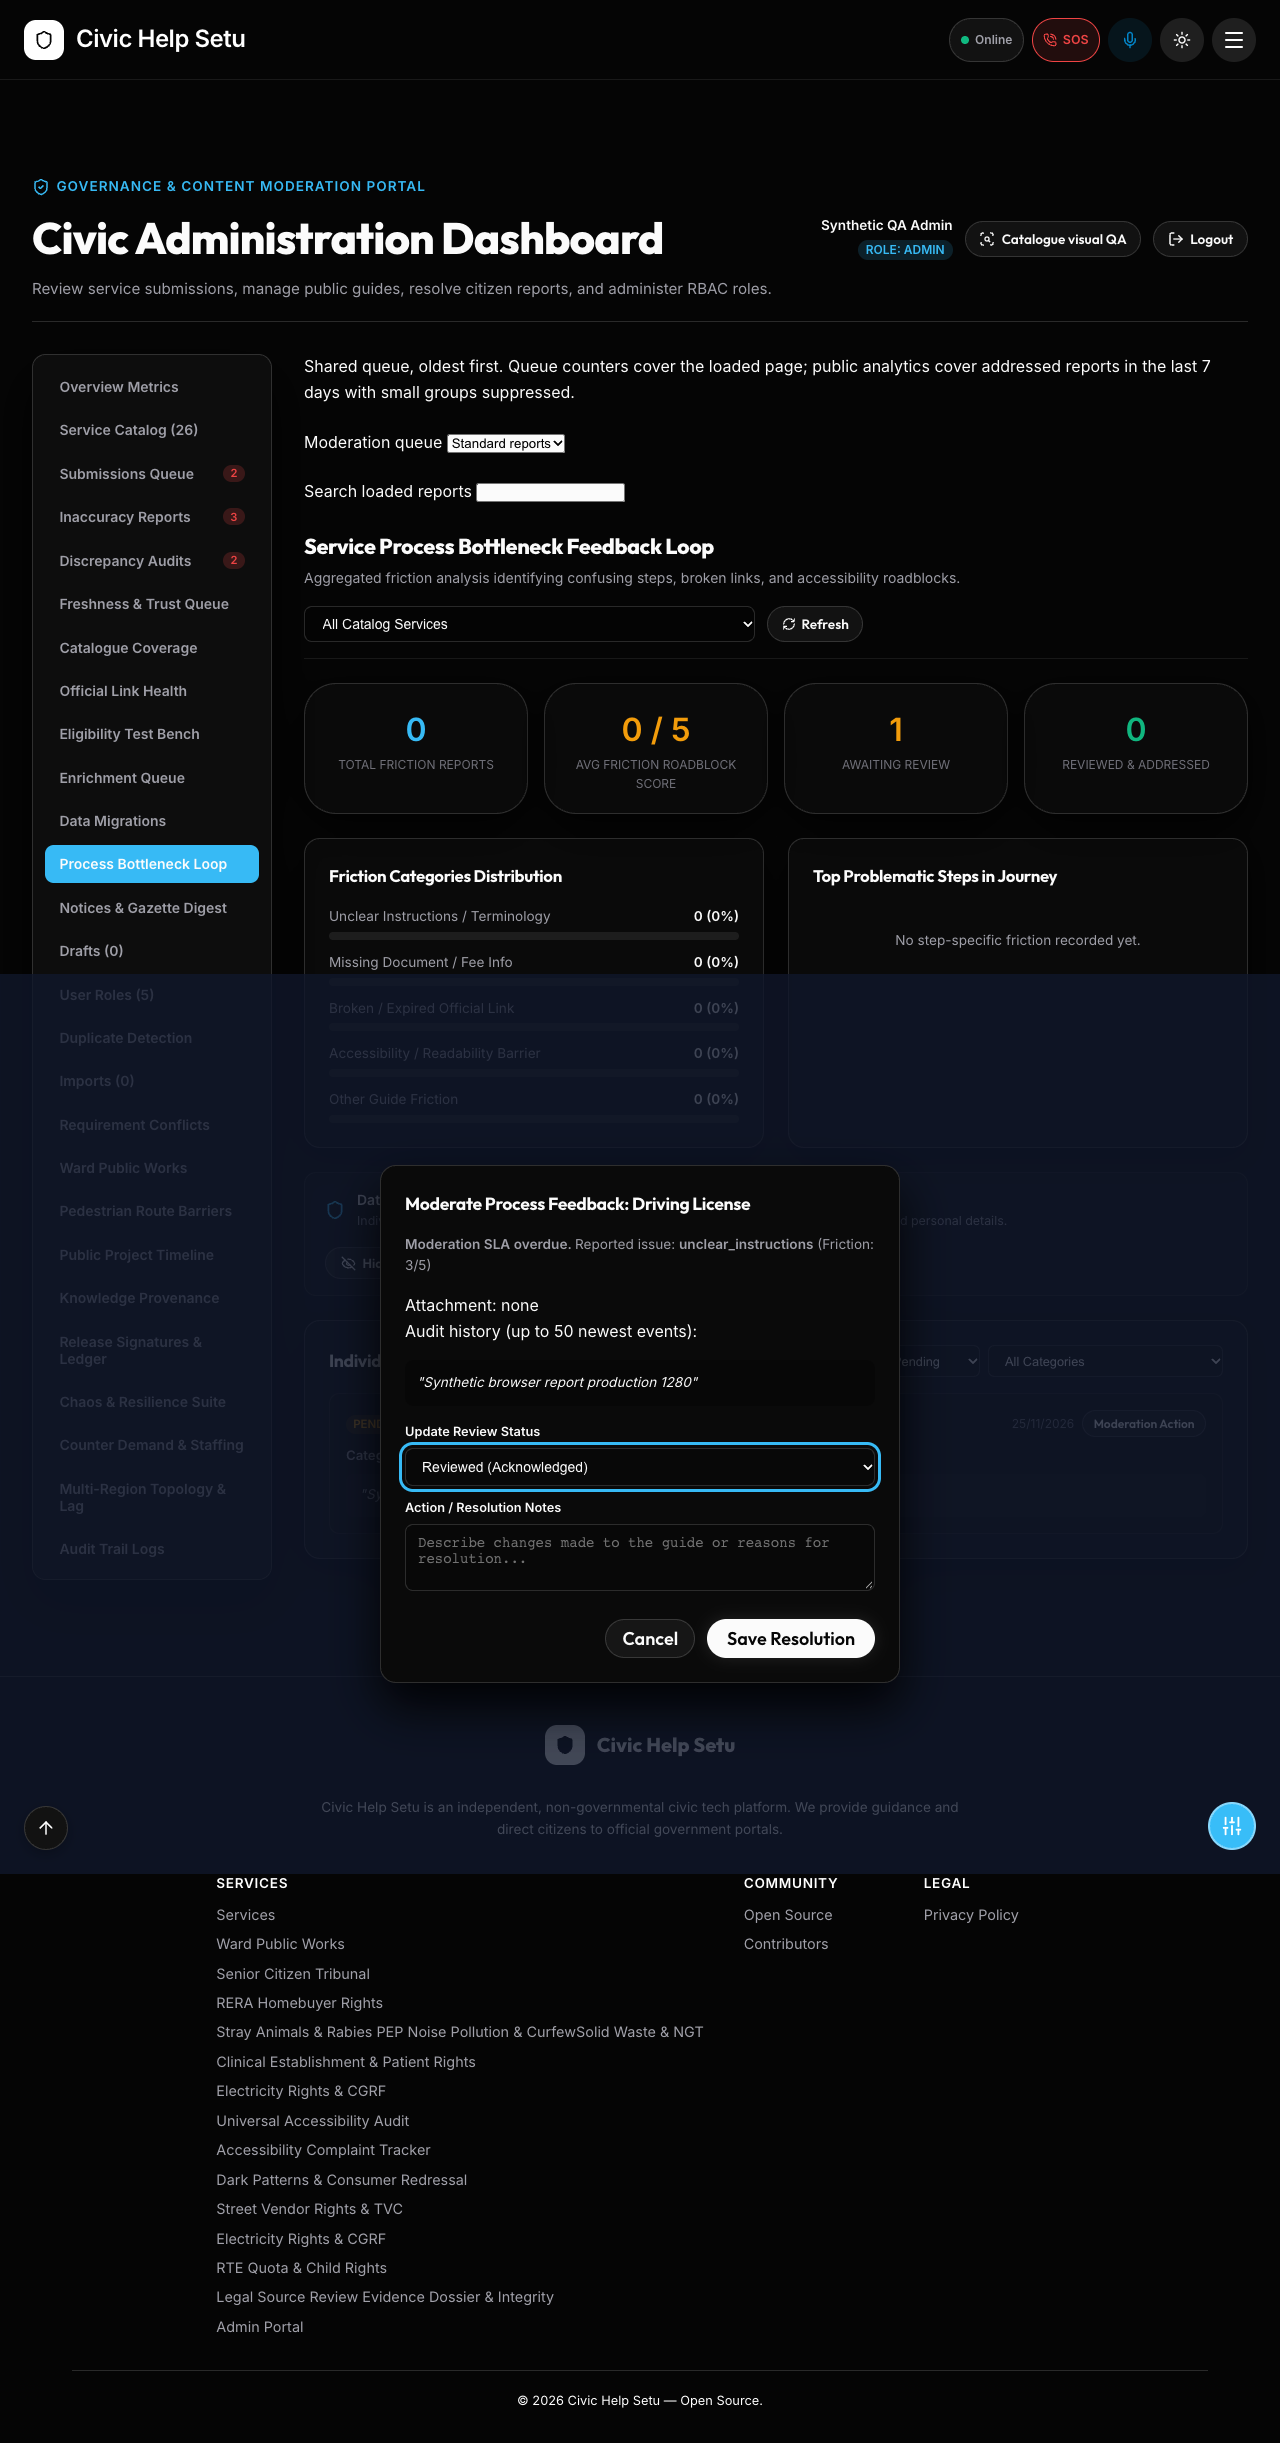 Civic Help Setu
Online
SOS
GOVERNANCE & CONTENT MODERATION PORTAL
Civic Administration Dashboard
Synthetic QA Admin
ROLE: ADMIN
Catalogue visual QA
Logout
Review service submissions, manage public guides, resolve citizen reports, and administer RBAC roles.
Overview Metrics
Service Catalog (26)
Submissions Queue 2
Inaccuracy Reports 3
Discrepancy Audits 2
Freshness & Trust Queue
Catalogue Coverage
Official Link Health
Eligibility Test Bench
Enrichment Queue
Data Migrations
Process Bottleneck Loop
Notices & Gazette Digest
Drafts (0)
User Roles (5)
Duplicate Detection
Imports (0)
Requirement Conflicts
Ward Public Works
Pedestrian Route Barriers
Public Project Timeline
Knowledge Provenance
Release Signatures &
Ledger
Chaos & Resilience Suite
Counter Demand & Staffing
Multi-Region Topology &
Lag
Audit Trail Logs
Shared queue, oldest first. Queue counters cover the loaded page; public analytics cover addressed reports in the last 7
days with small groups suppressed.
Moderation queue Standard reports
Search loaded reports
Service Process Bottleneck Feedback Loop
Aggregated friction analysis identifying confusing steps, broken links, and accessibility roadblocks.
All Catalog Services
Refresh
0
TOTAL FRICTION REPORTS
0 / 5
AVG FRICTION ROADBLOCK
SCORE
1
AWAITING REVIEW
0
REVIEWED & ADDRESSED
Friction Categories Distribution
Unclear Instructions / Terminology 0 (0%)
Missing Document / Fee Info 0 (0%)
Broken / Expired Official Link 0 (0%)
Accessibility / Readability Barrier 0 (0%)
Other Guide Friction 0 (0%)
Top Problematic Steps in Journey
No step-specific friction recorded yet.
personal details.
All Categories
25/11/2026
Moderation Action
Moderate Process Feedback: Driving License
Moderation SLA overdue. Reported issue: unclear_instructions (Friction:
3/5)
Attachment: none
Audit history (up to 50 newest events):
"Synthetic browser report production 1280"
Update Review Status
Reviewed (Acknowledged)
Action / Resolution Notes
Describe changes made to the guide or reasons for
resolution...
Cancel
Save Resolution
Civic Help Setu
Civic Help Setu is an independent, non-governmental civic tech platform. We provide guidance and
direct citizens to official government portals.
SERVICES
Services
Ward Public Works
Senior Citizen Tribunal
RERA Homebuyer Rights
Stray Animals & Rabies PEP Noise Pollution & CurfewSolid Waste & NGT
Clinical Establishment & Patient Rights
Electricity Rights & CGRF
Universal Accessibility Audit
Accessibility Complaint Tracker
Dark Patterns & Consumer Redressal
Street Vendor Rights & TVC
Electricity Rights & CGRF
RTE Quota & Child Rights
Legal Source Review Evidence Dossier & Integrity
Admin Portal
COMMUNITY
Open Source
Contributors
LEGAL
Privacy Policy
© 2026 Civic Help Setu — Open Source.